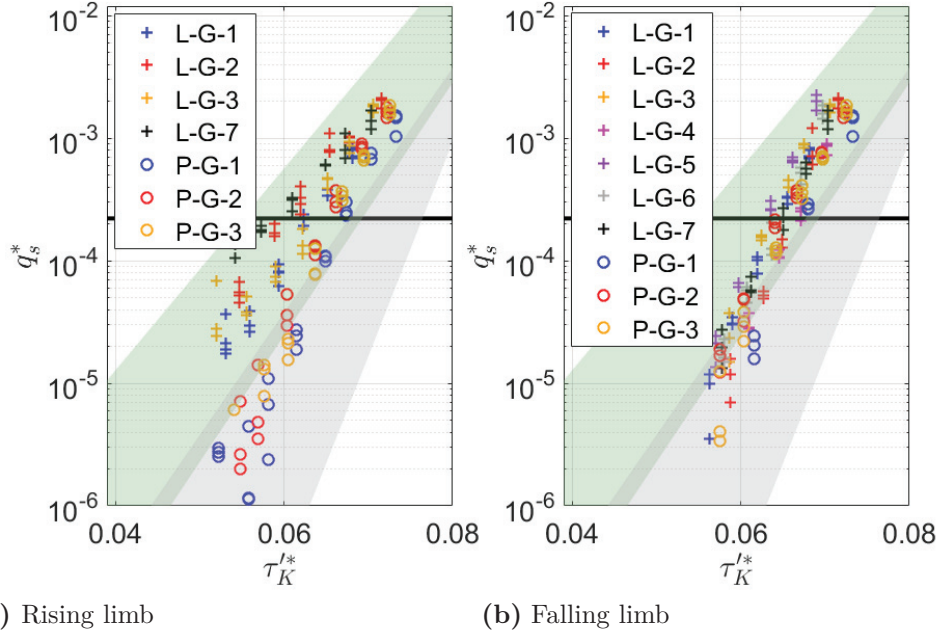 10^-2
10^-3
10^-4
10^-5
10^-6
q_s^*
L-G-1
L-G-2
L-G-3
L-G-7
P-G-1
P-G-2
P-G-3
0.04
0.06
0.08
τ'^*_K
) Rising limb
10^-2
10^-3
10^-4
10^-5
10^-6
q_s^*
L-G-1
L-G-2
L-G-3
L-G-4
L-G-5
L-G-6
L-G-7
P-G-1
P-G-2
P-G-3
0.04
0.06
0.08
τ'^*_K
(b) Falling limb